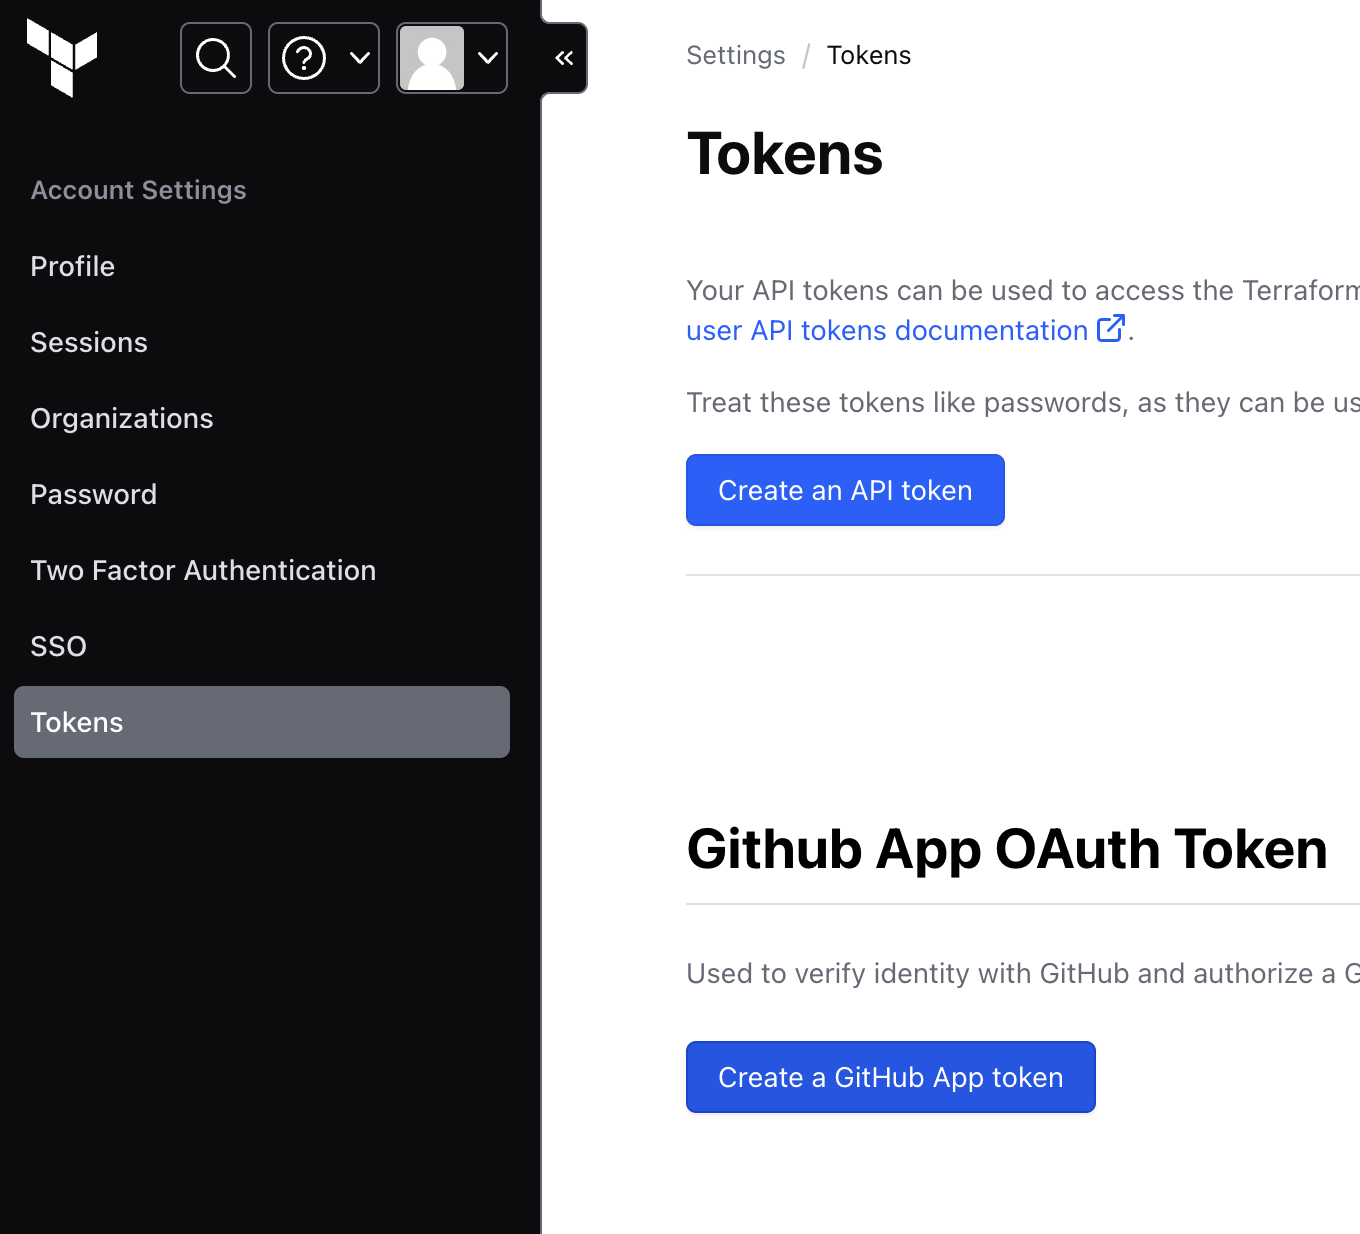 Account Settings
Profile
Sessions
Organizations
Password
Two Factor Authentication
SSO
Tokens
Settings / Tokens
Tokens
Your API tokens can be used to access the Terraform
user API tokens documentation.
Treat these tokens like passwords, as they can be us
Create an API token
Github App OAuth Token
Used to verify identity with GitHub and authorize a G
Create a GitHub App token